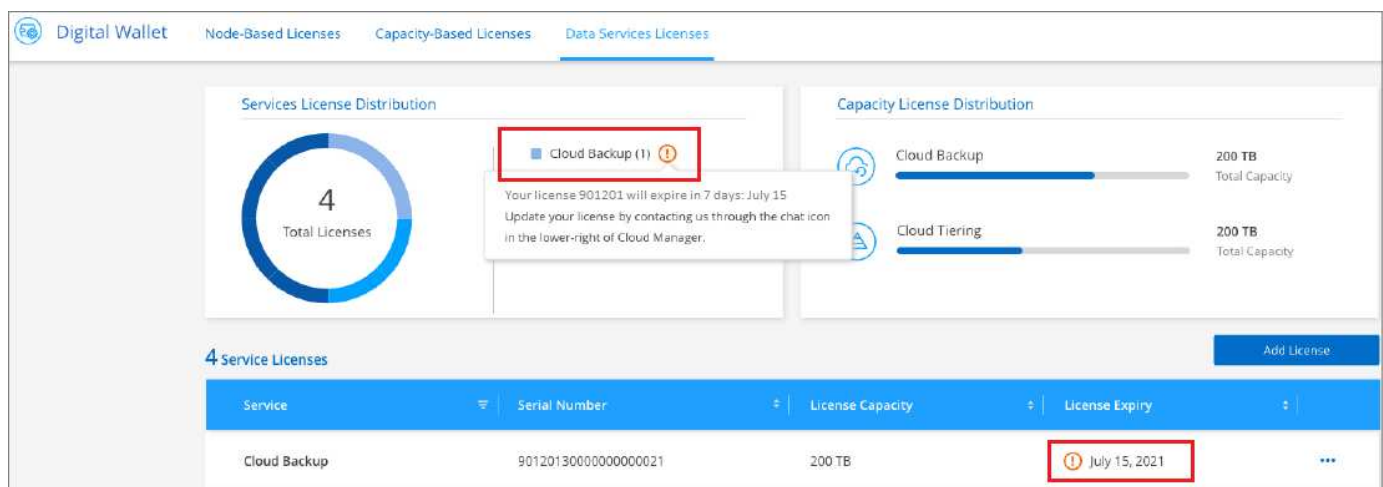 Digital Wallet
Node-Based Licenses
Capacity-Based Licenses
Data Services Licenses
Services License Distribution
4
Total Licenses
Cloud Backup (1)
Your license 901201 will expire in 7 days: July 15
Update your license by contacting us through the chat icon
in the lower-right of Cloud Manager.
Capacity License Distribution
Cloud Backup
200 TB
Total Capacity
Cloud Tiering
200 TB
Total Capacity
4 Service Licenses
Add License
Service
Serial Number
License Capacity
License Expiry
Cloud Backup
90120130000000000021
200 TB
July 15, 2021